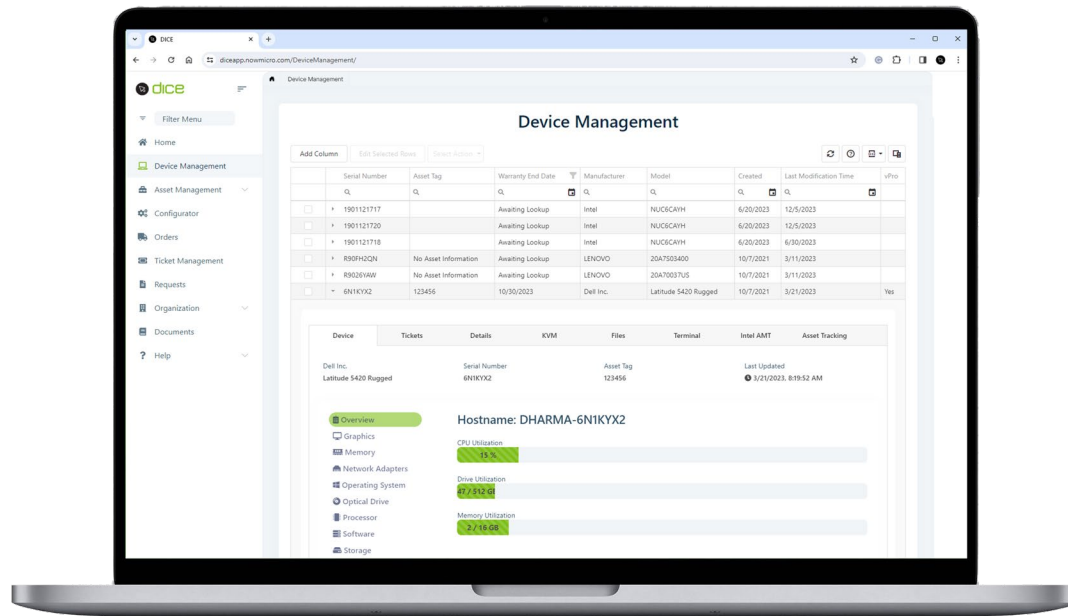 DICE
diceapp.nowmicro.com/DeviceManagement/
dice
Device Management
Filter Menu
Home
Device Management
Asset Management
Configurator
Orders
Ticket Management
Requests
Organization
Documents
? Help
Device Management
Add Column Edit Selected Rows Select Action
Serial Number Asset Tag Warranty End Date Manufacturer Model Created Last Modification Time vPro
1901121717 Awaiting Lookup Intel NUC6CAYH 6/20/2023 12/5/2023
1901121720 Awaiting Lookup Intel NUC6CAYH 6/20/2023 12/5/2023
1901121718 Awaiting Lookup Intel NUC6CAYH 6/20/2023 6/30/2023
R90FH2QN No Asset Information Awaiting Lookup LENOVO 20A7S03400 10/7/2021 3/11/2023
R9026YAW No Asset Information Awaiting Lookup LENOVO 20A70037US 10/7/2021 3/11/2023
6N1KYX2 123456 10/30/2023 Dell Inc. Latitude 5420 Rugged 10/7/2021 3/21/2023 Yes
Device Tickets Details KVM Files Terminal Intel AMT Asset Tracking
Dell Inc. Serial Number Asset Tag Last Updated
Latitude 5420 Rugged 6N1KYX2 123456 3/21/2023, 8:19:52 AM
Overview
Graphics
Memory
Network Adapters
Operating System
Optical Drive
Processor
Software
Storage
Hostname: DHARMA-6N1KYX2
CPU Utilization
15 %
Drive Utilization
47 / 512 GB
Memory Utilization
2 / 16 GB